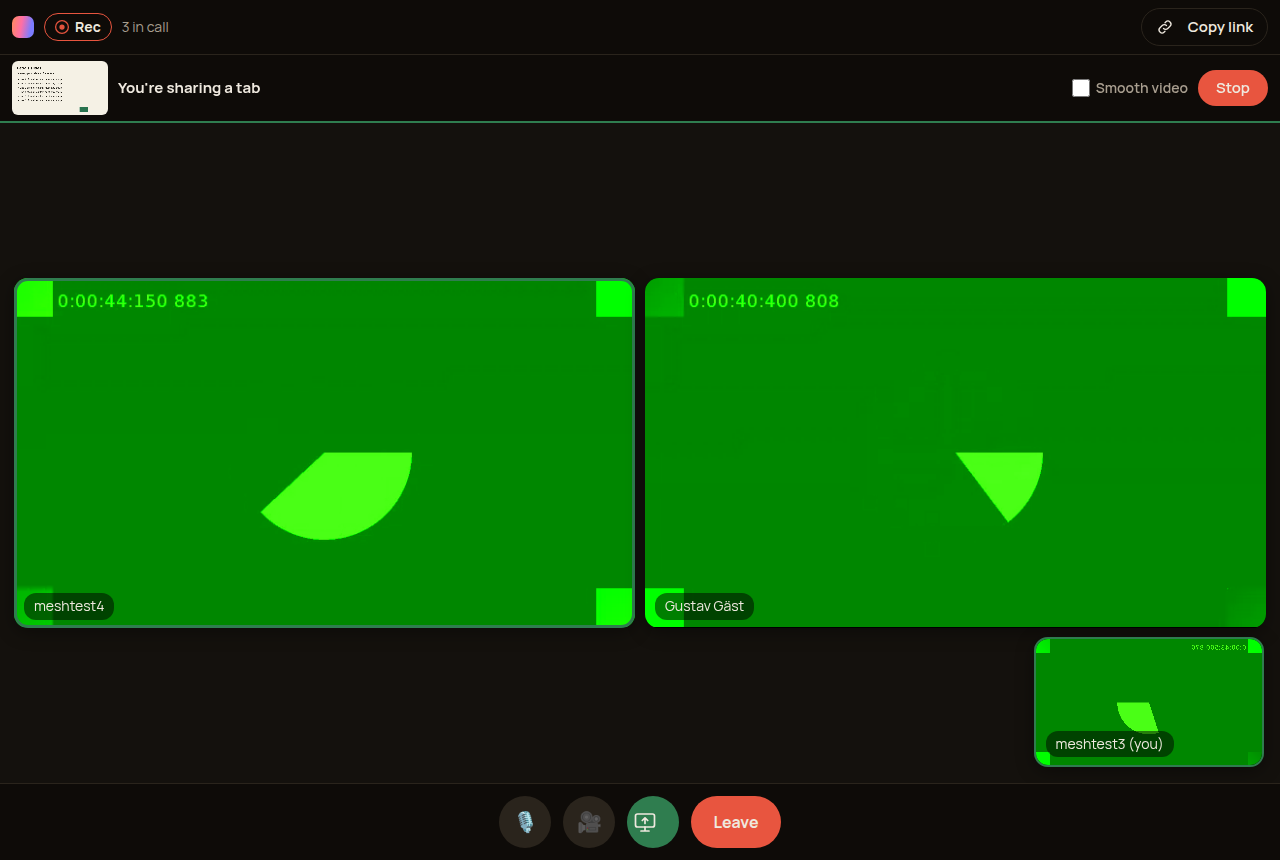 Rec
3 in call
Copy link
You're sharing a tab
Smooth video
Stop
0:00:44:150 883
0:00:40:400 808
meshtest4
Gustav Gäst
meshtest3 (you)
Leave